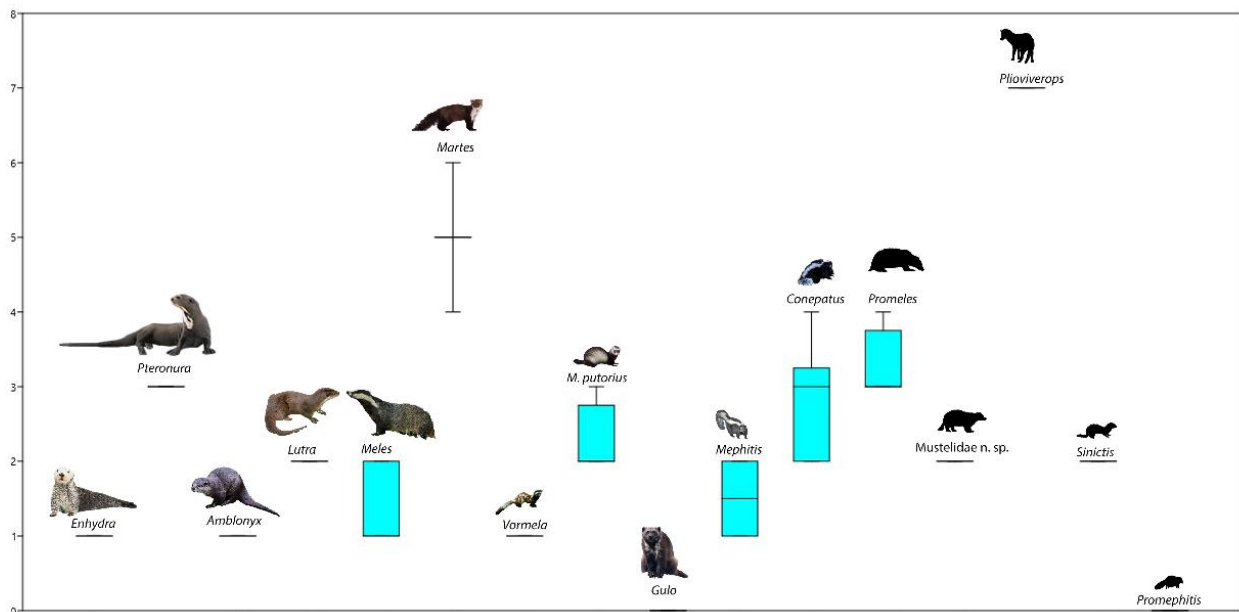 8
7
6
5
4
3
2
1
0
Plioviverops
Martes
Conepatus
Promeles
Pteronura
M. putorius
Lutra
Meles
Mephitis
Mustelidae n. sp.
Sinictis
Enhydra
Amblonyx
Vormela
Gulo
Promephitis